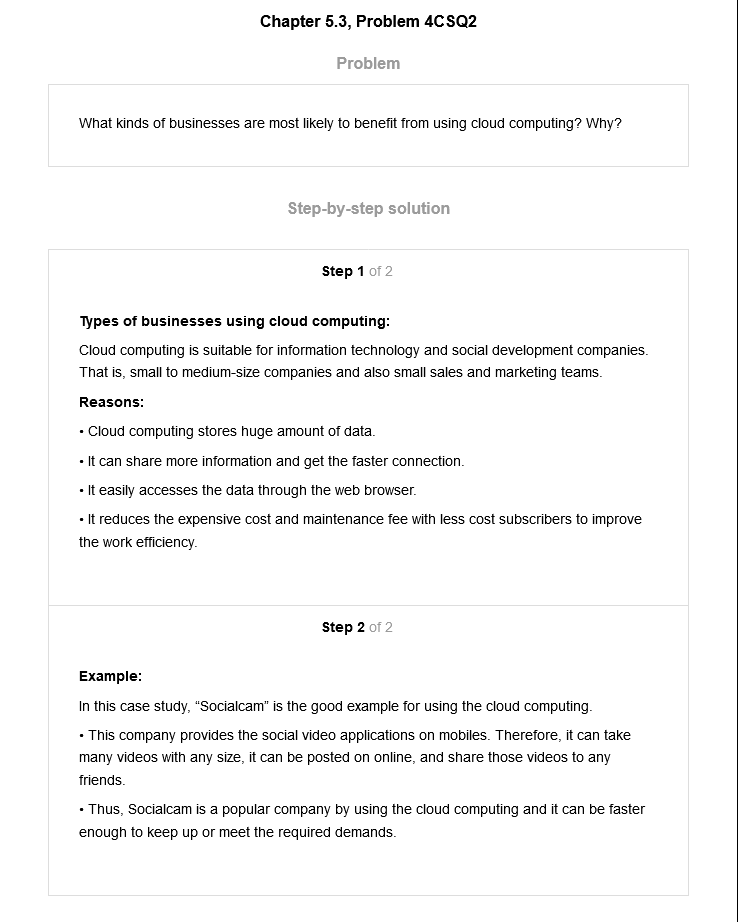 Chapter 5.3, Problem 4CSQ2
Problem
What kinds of businesses are most likely to benefit from using cloud computing? Why?
Step-by-step solution
Step 1 of 2
Types of businesses using cloud computing:
Cloud computing is suitable for information technology and social development companies.
That is, small to medium-size companies and also small sales and marketing teams.
Reasons:
• Cloud computing stores huge amount of data.
• It can share more information and get the faster connection.
• It easily accesses the data through the web browser.
• It reduces the expensive cost and maintenance fee with less cost subscribers to improve
the work efficiency.
Step 2 of 2
Example:
In this case study, “Socialcam” is the good example for using the cloud computing.
• This company provides the social video applications on mobiles. Therefore, it can take
many videos with any size, it can be posted on online, and share those videos to any
friends.
• Thus, Socialcam is a popular company by using the cloud computing and it can be faster
enough to keep up or meet the required demands.